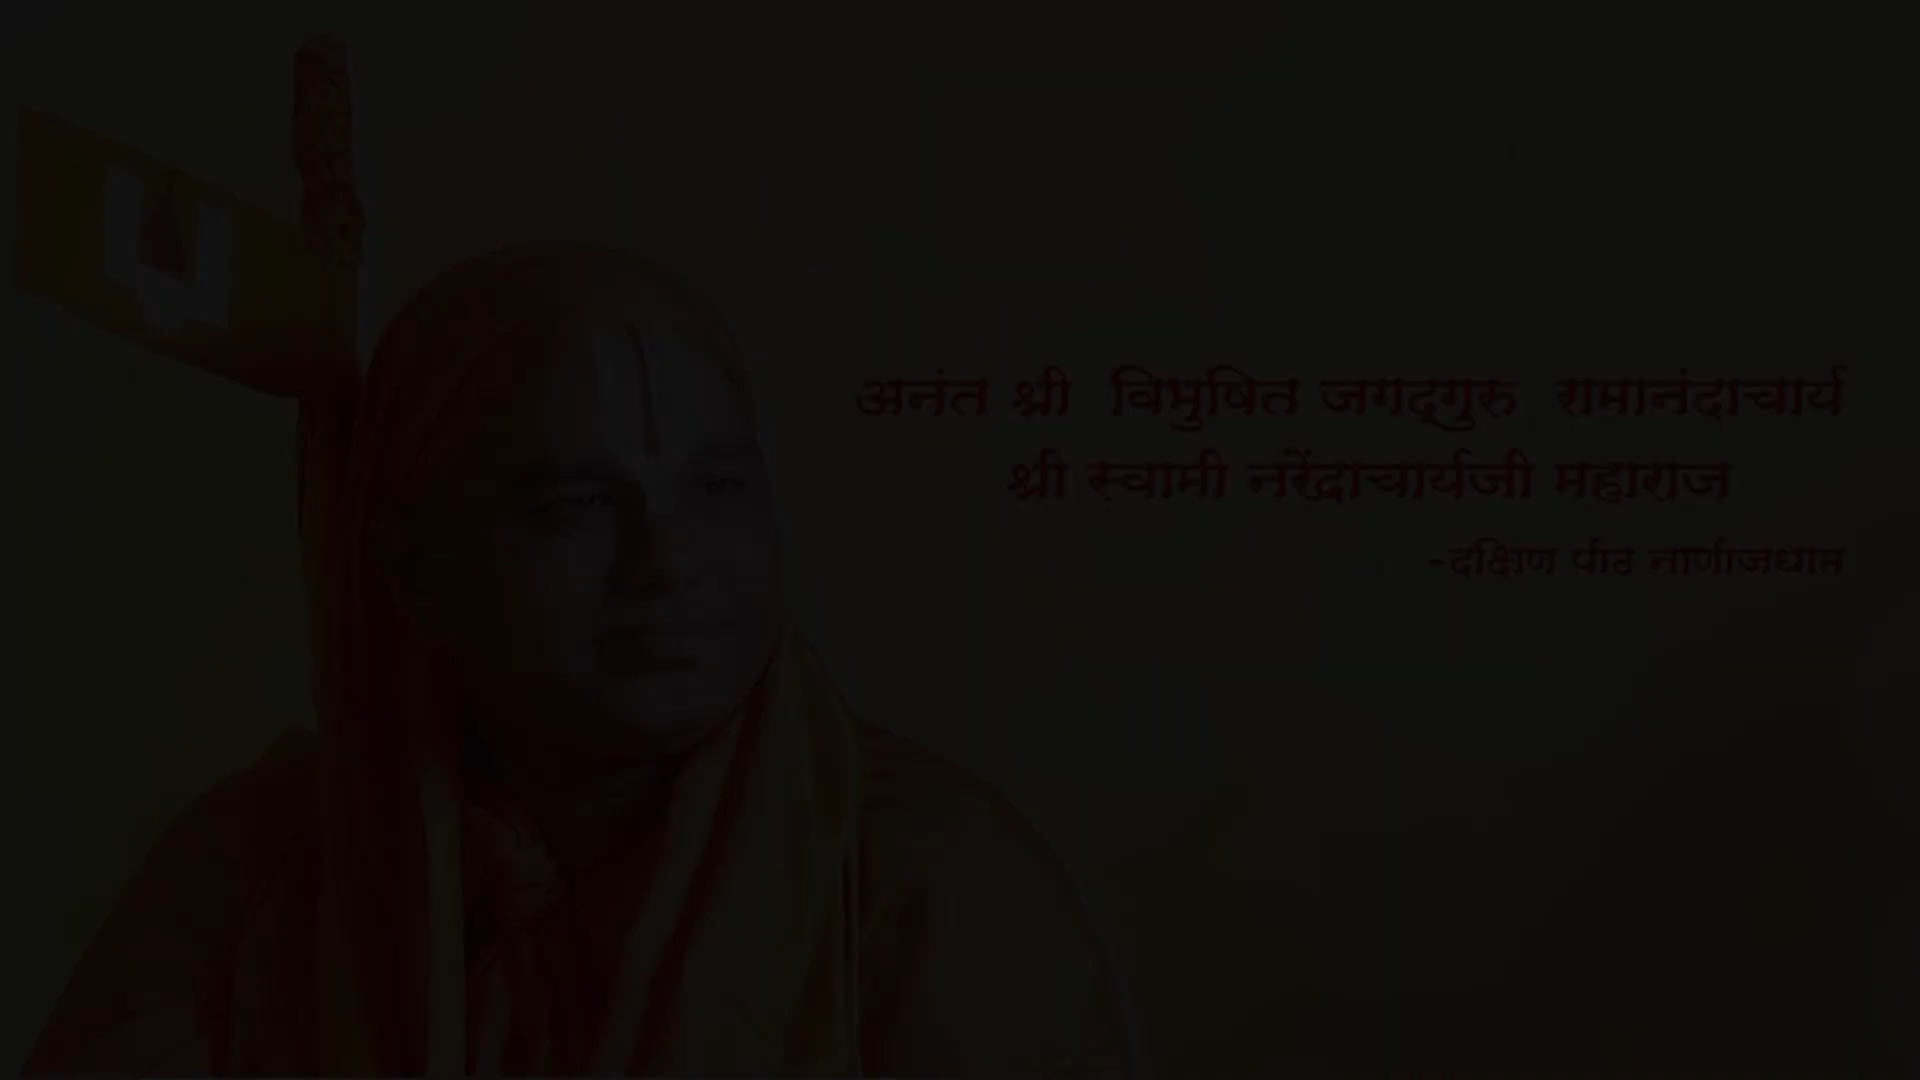 अनंत श्री विभुषित जगद्गुरु रामानंदाचार्य
श्री स्वामी नरेंद्राचार्यजी महाराज
-दक्षिण पीठ नाणीजधाम